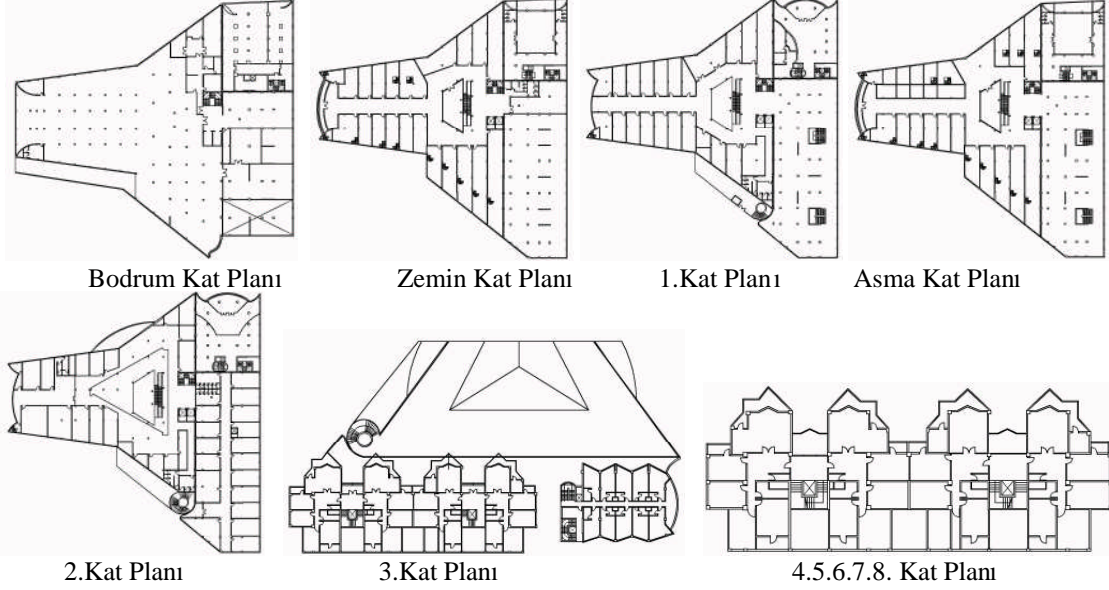 Bodrum Kat Planı
Zemin Kat Planı
1.Kat Planı
Asma Kat Planı
2.Kat Planı
3.Kat Planı
4.5.6.7.8. Kat Planı